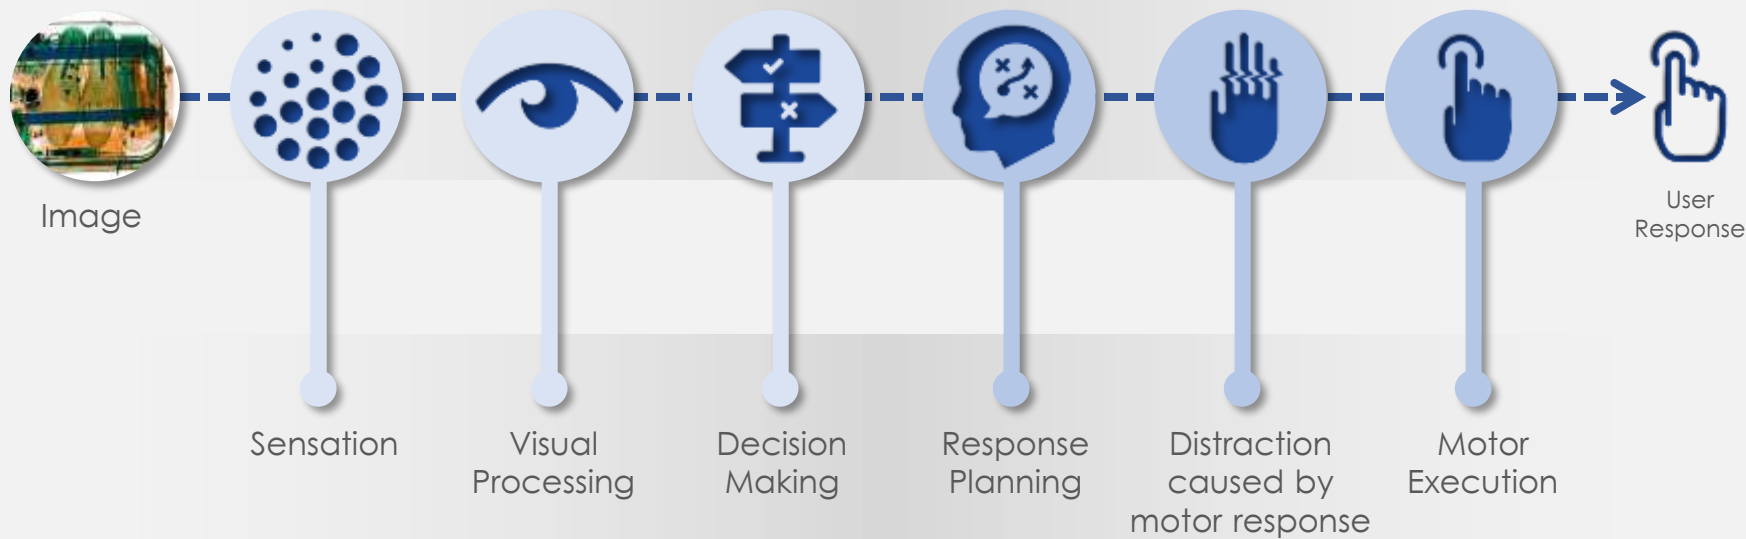 Image
User
Response
Sensation
Visual
Processing
Decision
Making
Response
Planning
Distraction
caused by
motor response
Motor
Execution